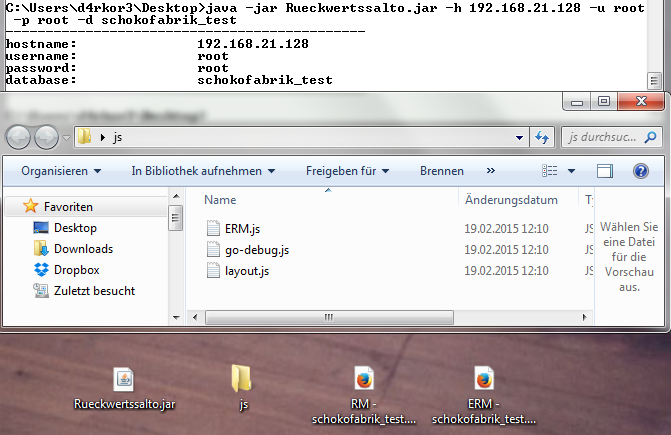 C:\Users\d4rkor3\Desktop>java -jar Rueckwertssalto.jar -h 192.168.21.128 -u root
-p root -d schokofabrik_test
----------------------------------------
hostname: 192.168.21.128
username: root
password: root
database: schokofabrik_test
js
js durchsuc...
Organisieren In Bibliothek aufnehmen Freigeben für Brennen »
Favoriten
Desktop
Downloads
Dropbox
Zuletzt besucht
Name Änderungsdatum
ERM.js 19.02.2015 12:10 JS
go-debug.js 19.02.2015 12:10 JS
layout.js 19.02.2015 12:10 JS
Wählen Sie
eine Datei
für die
Vorschau
aus.
Rueckwertssalto.jar
js
RM -
schokofabrik_test....
ERM -
schokofabrik_test....